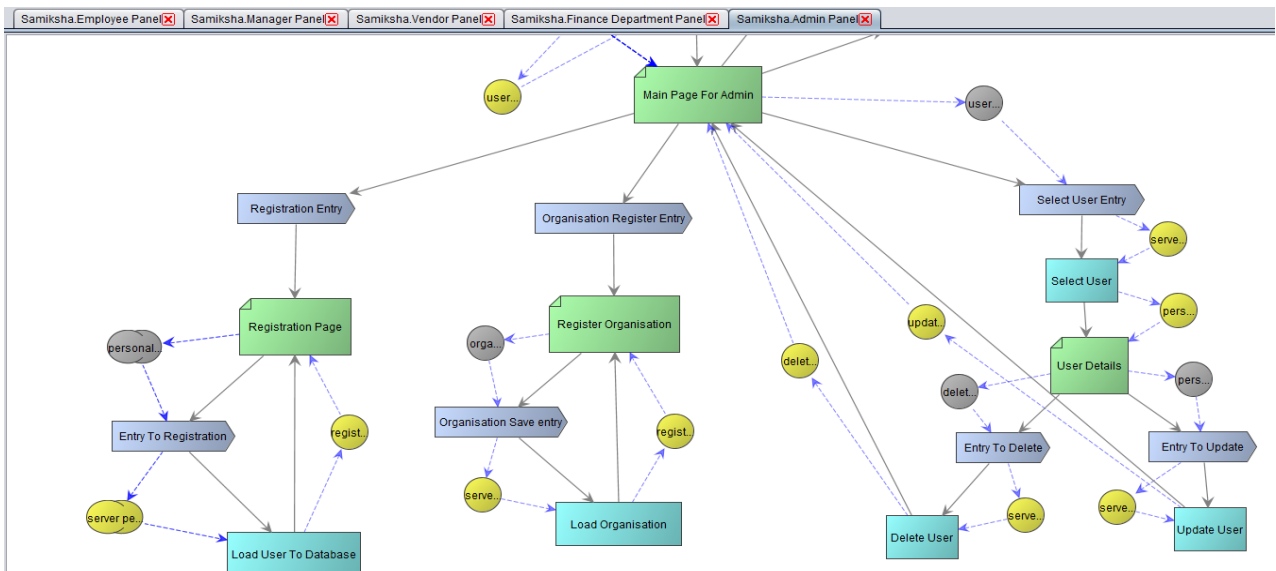 Samiksha.Employee Panel Samiksha.Manager Panel Samiksha.Vendor Panel Samiksha.Finance Department Panel Samiksha.Admin Panel
user...
Main Page For Admin
user...
Registration Entry
Organisation Register Entry
Select User Entry
serve...
Select User
pers...
Registration Page
Register Organisation
updat...
personal...
orga...
delet...
User Details
delet...
pers...
Entry To Registration
regist..
Organisation Save entry
regist..
Entry To Delete
Entry To Update
server pe...
serve...
serve...
serve...
Load User To Database
Load Organisation
Delete User
Update User